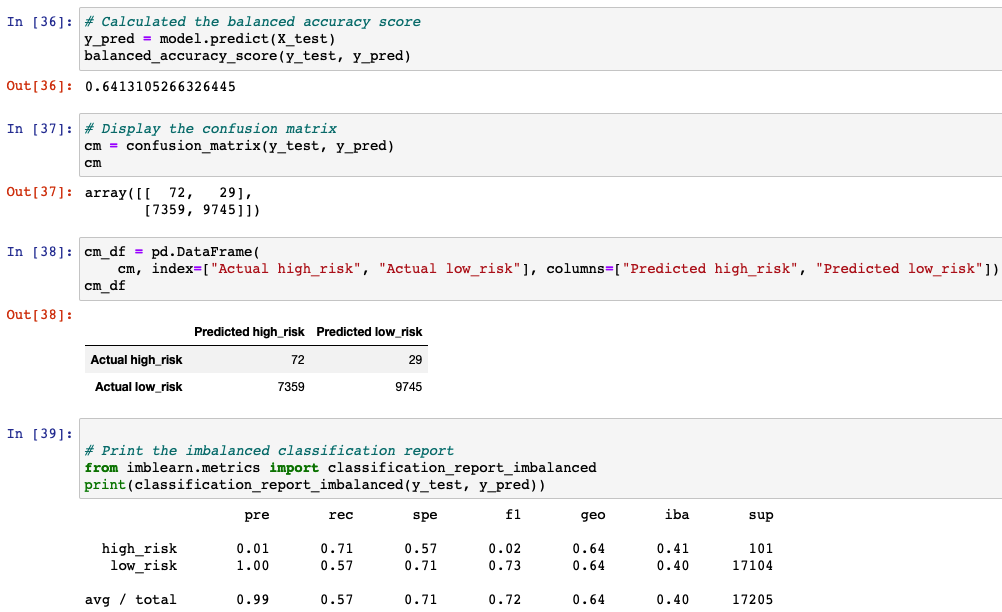 In [36]: # Calculated the balanced accuracy score
y_pred = model.predict(X_test)
balanced_accuracy_score(y_test, y_pred)
Out[36]: 0.6413105266326445
In [37]: # Display the confusion matrix
cm = confusion_matrix(y_test, y_pred)
cm
Out[37]: array([[  72,   29],
       [7359, 9745]])
In [38]: cm_df = pd.DataFrame(
    cm, index=["Actual high_risk", "Actual low_risk"], columns=["Predicted high_risk", "Predicted low_risk"])
cm_df
Out[38]:
Predicted high_risk Predicted low_risk
Actual high_risk 72 29
Actual low_risk 7359 9745
In [39]:
# Print the imbalanced classification report
from imblearn.metrics import classification_report_imbalanced
print(classification_report_imbalanced(y_test, y_pred))
pre rec spe f1 geo iba sup
high_risk 0.01 0.71 0.57 0.02 0.64 0.41 101
low_risk 1.00 0.57 0.71 0.73 0.64 0.40 17104
avg / total 0.99 0.57 0.71 0.72 0.64 0.40 17205